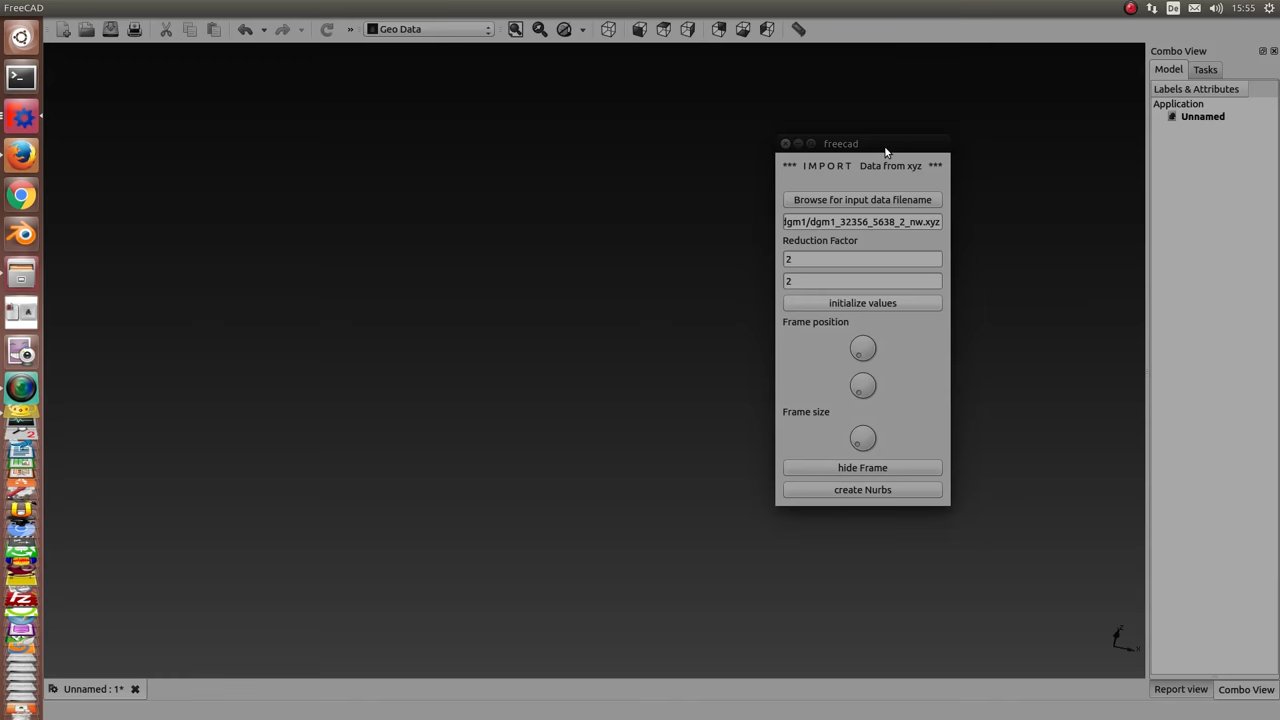 FreeCAD
De
15:55
Geo Data
Combo View
Model
Tasks
Labels & Attributes
Application
Unnamed
freecad
*** I M P O R T Data from xyz ***
Browse for input data filename
dgm1/dgm1_32356_5638_2_nw.xyz
Reduction Factor
2
2
initialize values
Frame position
Frame size
hide Frame
create Nurbs
Unnamed : 1*
Report view
Combo View